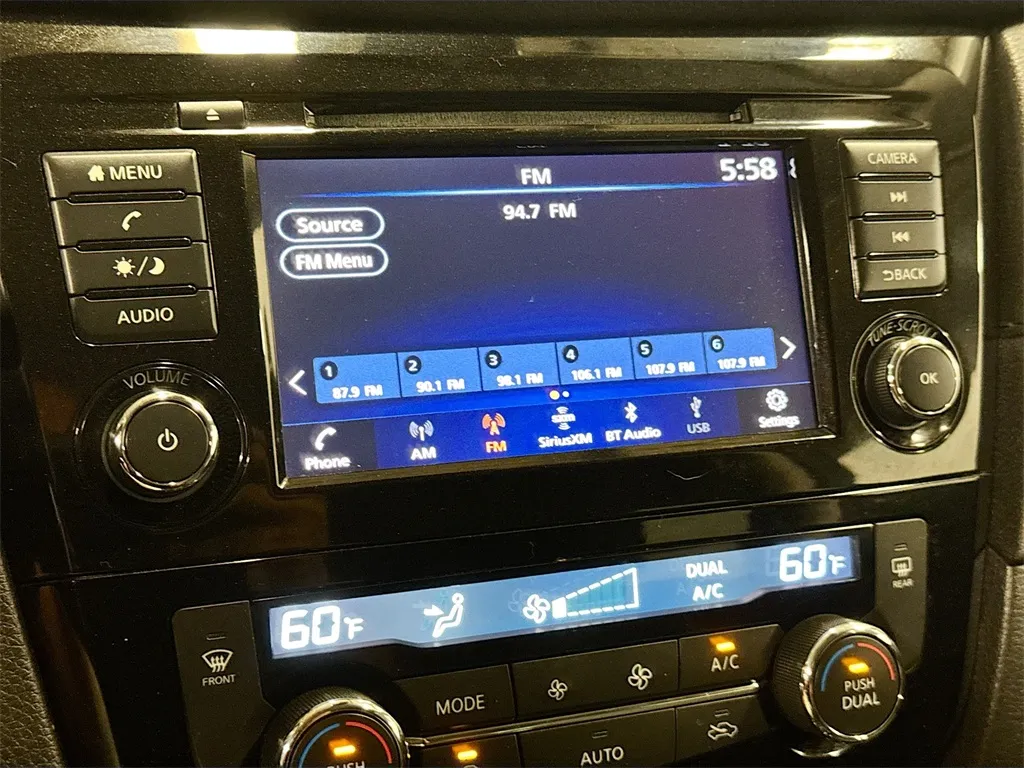 MENU
AUDIO
VOLUME
FM
5:58
94.7 FM
Source
FM Menu
1
87.9 FM
2
90.1 FM
3
98.1 FM
4
106.1 FM
5
107.9 FM
6
107.9 FM
Phone
AM
FM
SXM
SiriusXM
BT Audio
USB
Settings
CAMERA
BACK
TUNE-SCROLL
OK
60°F
DUAL
A/C
60°F
FRONT
REAR
MODE
A/C
AUTO
PUSH
DUAL
PUSH